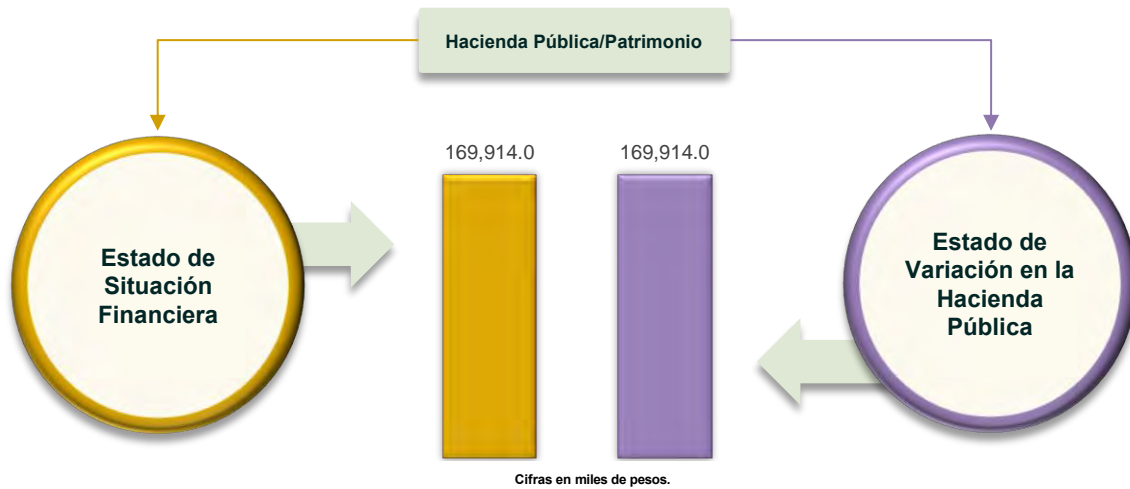 Hacienda Pública/Patrimonio
169,914.0
169,914.0
Estado de
Situación
Financiera
Estado de
Variación en la
Hacienda
Pública
Cifras en miles de pesos.